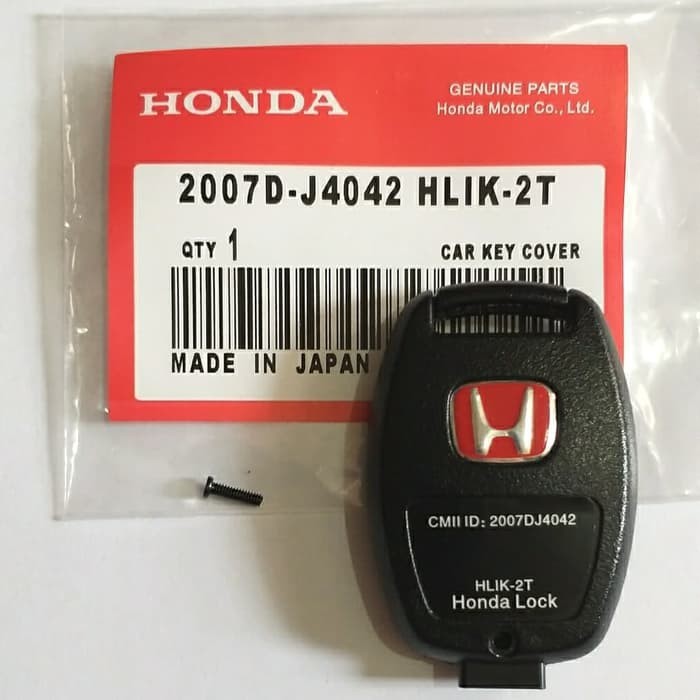 HONDA
GENUINE PARTS
Honda Motor Co., Ltd.
2007D-J4042 HLIK-2T
QTY 1
CAR KEY COVER
MADE IN JAPAN
H
CMII ID: 2007DJ4042
HLIK-2T
Honda Lock